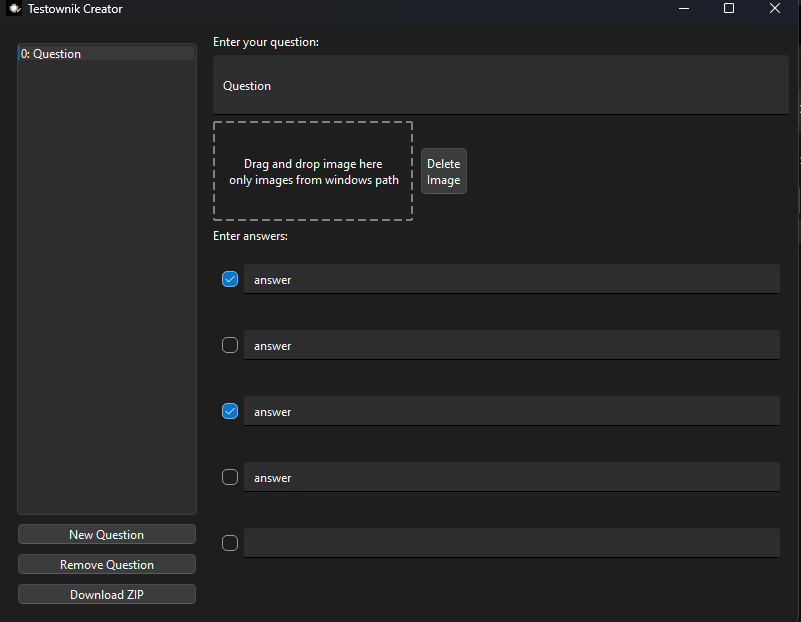 Testownik Creator
0: Question
Enter your question:
Question
Drag and drop image here
only images from windows path
Delete
Image
Enter answers:
answer
answer
answer
answer
New Question
Remove Question
Download ZIP